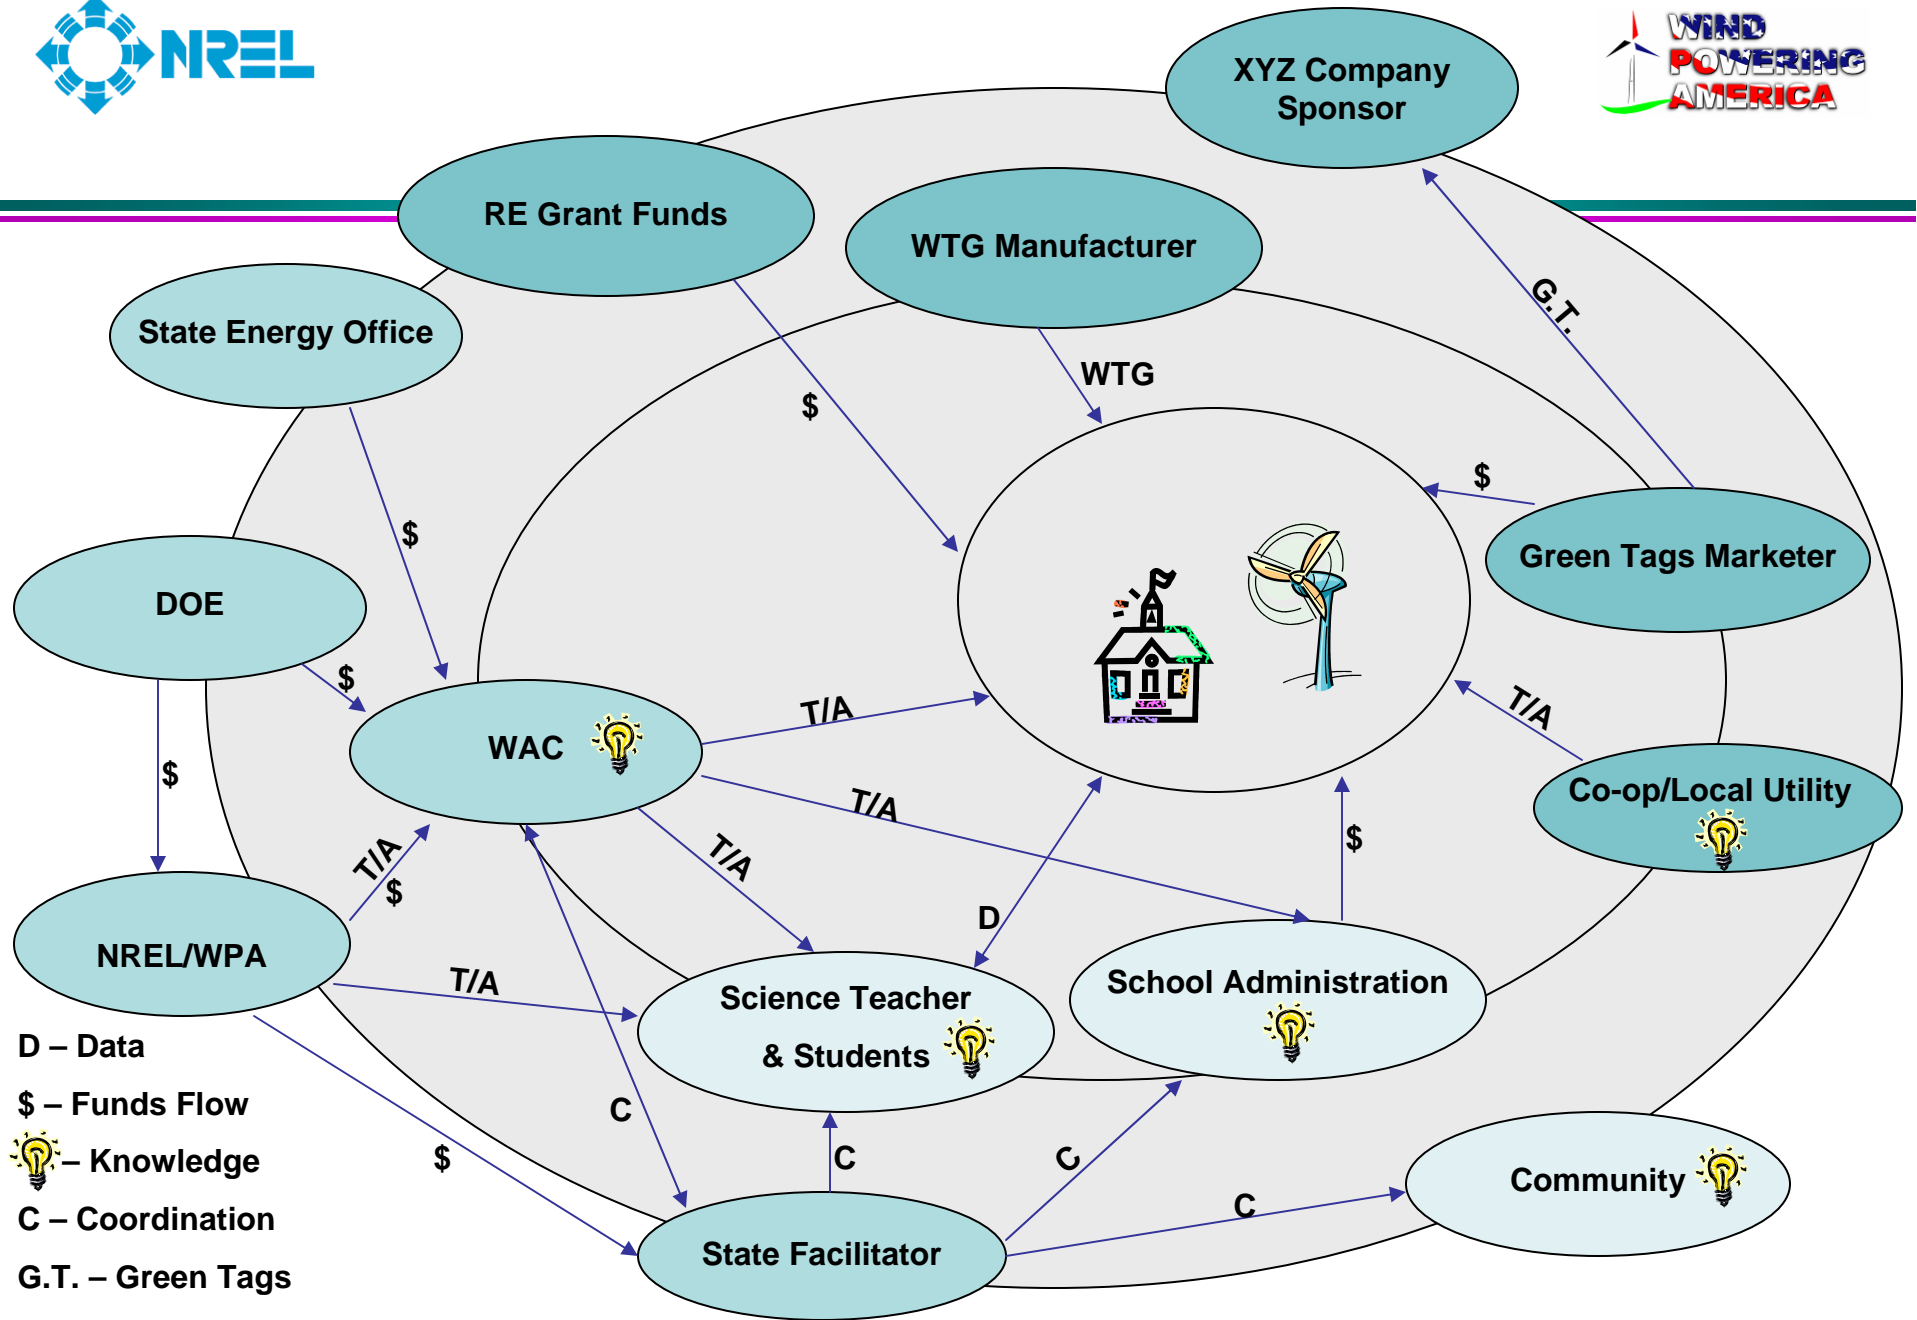 NREL
WIND
POWERING
AMERICA
XYZ Company
Sponsor
RE Grant Funds
WTG Manufacturer
State Energy Office
G.T.
WTG
$
$
$
Green Tags Marketer
DOE
$
T/A
T/A
WAC
$
Co-op/Local Utility
T/A
T/A
T/A
$
$
D
NREL/WPA
T/A
School Administration
Science Teacher
& Students
D – Data
$ – Funds Flow
C
$
C
C
– Knowledge
Community
C – Coordination
C
State Facilitator
G.T. – Green Tags